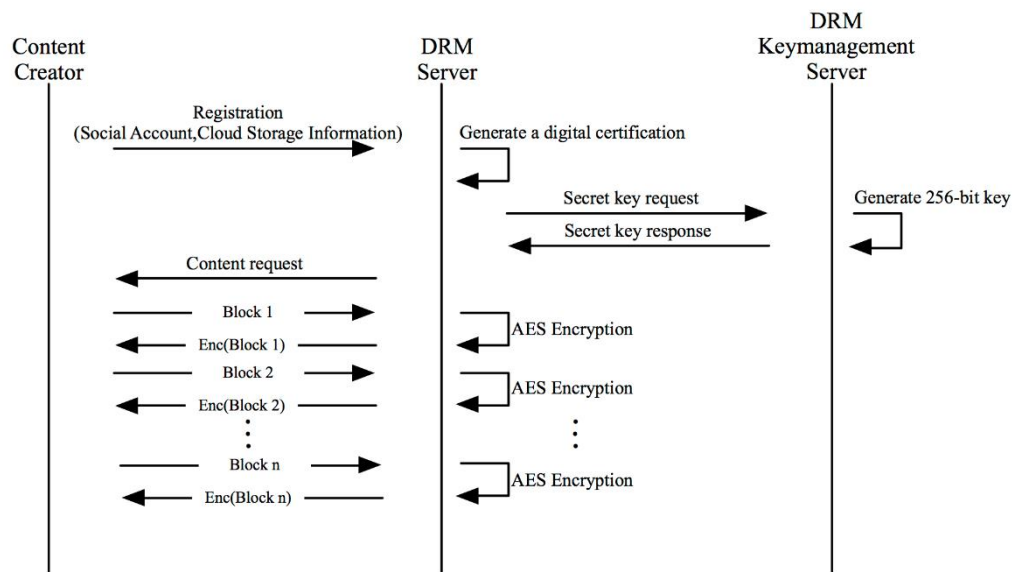 Content
Creator
DRM
Server
DRM
Keymanagement
Server
Registration
(Social Account,Cloud Storage Information)
Generate a digital certification
Secret key request
Generate 256-bit key
Secret key response
Content request
Block 1
AES Encryption
Enc(Block 1)
Block 2
AES Encryption
Enc(Block 2)
Block n
AES Encryption
Enc(Block n)